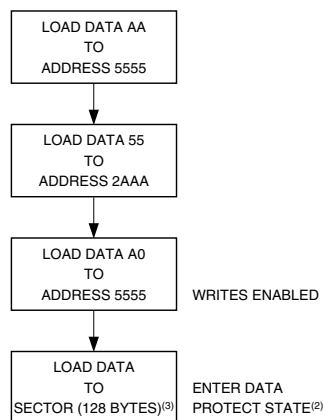 LOAD DATA AA
TO
ADDRESS 5555
LOAD DATA 55
TO
ADDRESS 2AAA
LOAD DATA A0
TO
ADDRESS 5555
WRITES ENABLED
LOAD DATA
TO
SECTOR (128 BYTES)(3)
ENTER DATA
PROTECT STATE(2)